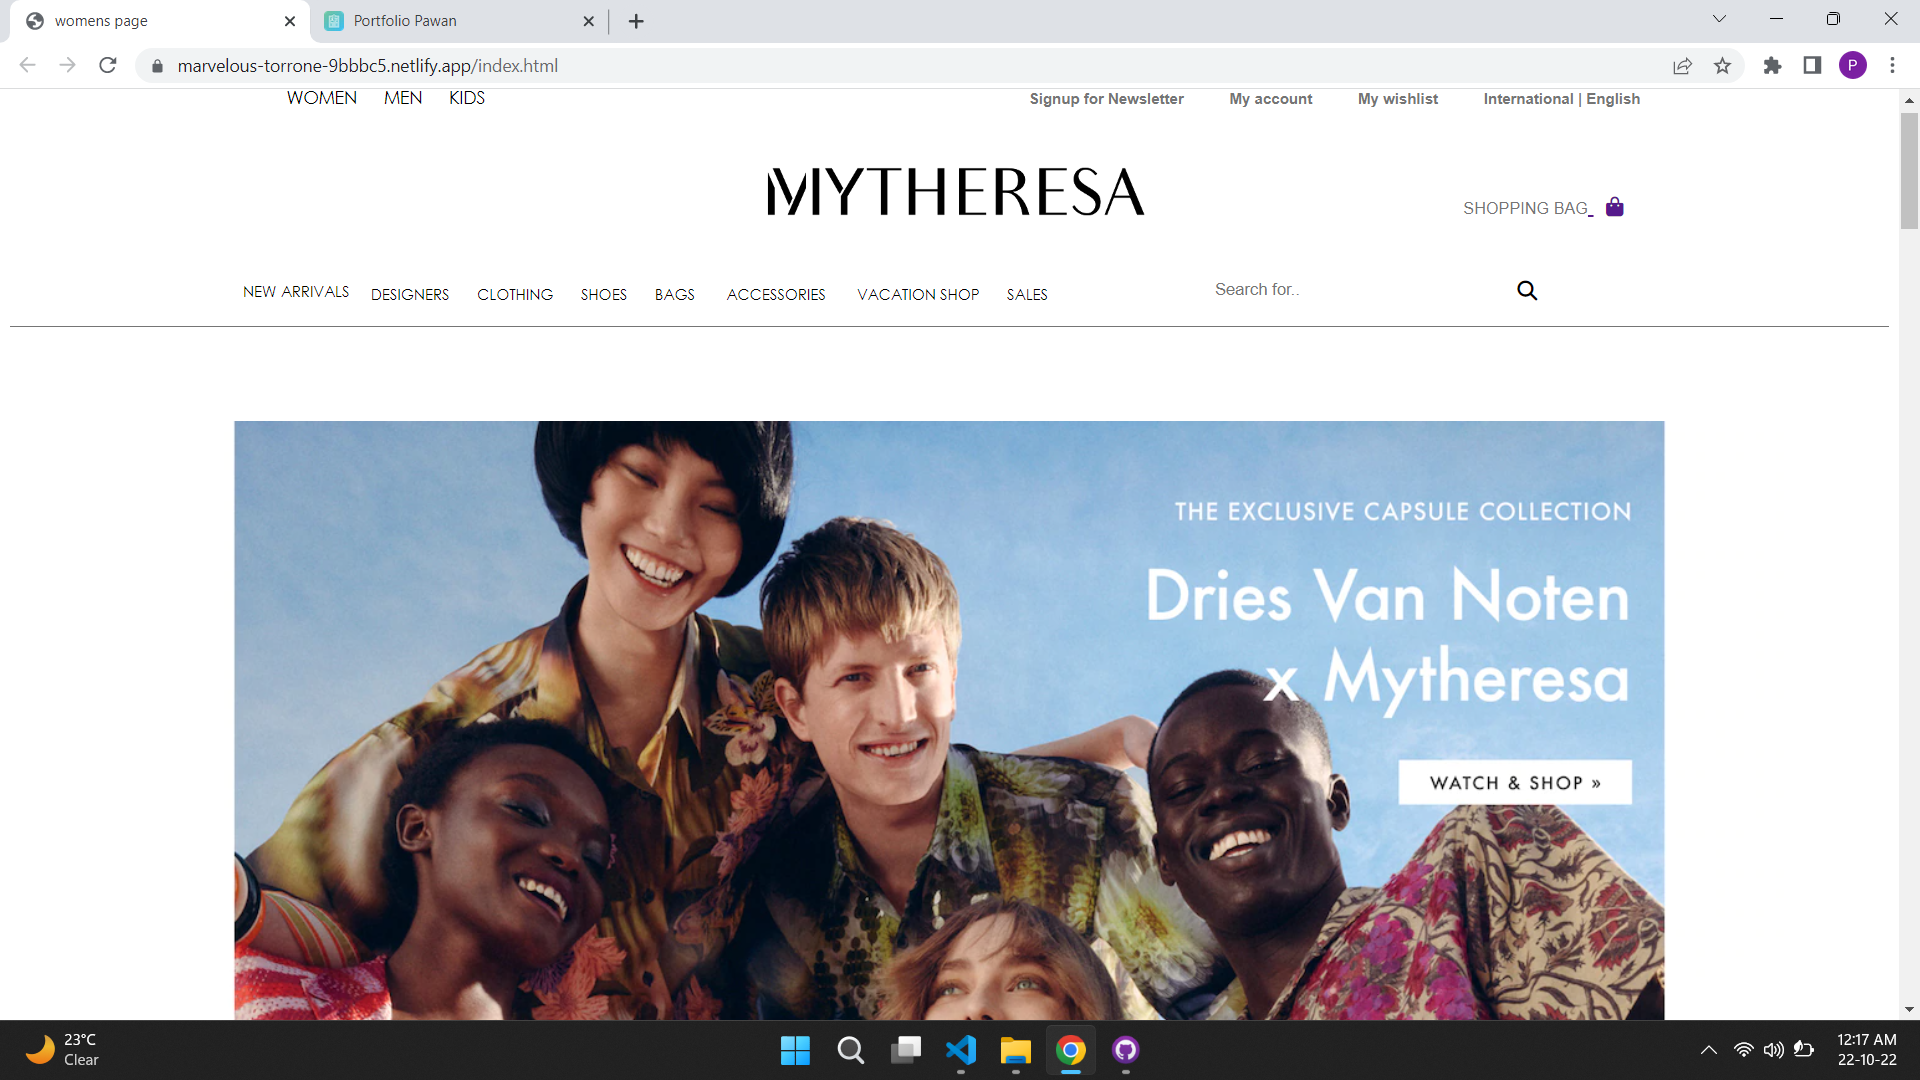 womens page
Portfolio Pawan
marvelous-torrone-9bbbc5.netlify.app/index.html
P
WOMEN MEN KIDS
Signup for Newsletter My account My wishlist International | English
MYTHERESA
SHOPPING BAG
NEW ARRIVALS DESIGNERS CLOTHING SHOES BAGS ACCESSORIES VACATION SHOP SALES
Search for..
THE EXCLUSIVE CAPSULE COLLECTION
Dries Van Noten
x Mytheresa
WATCH & SHOP »
23°C
Clear
12:17 AM
22-10-22